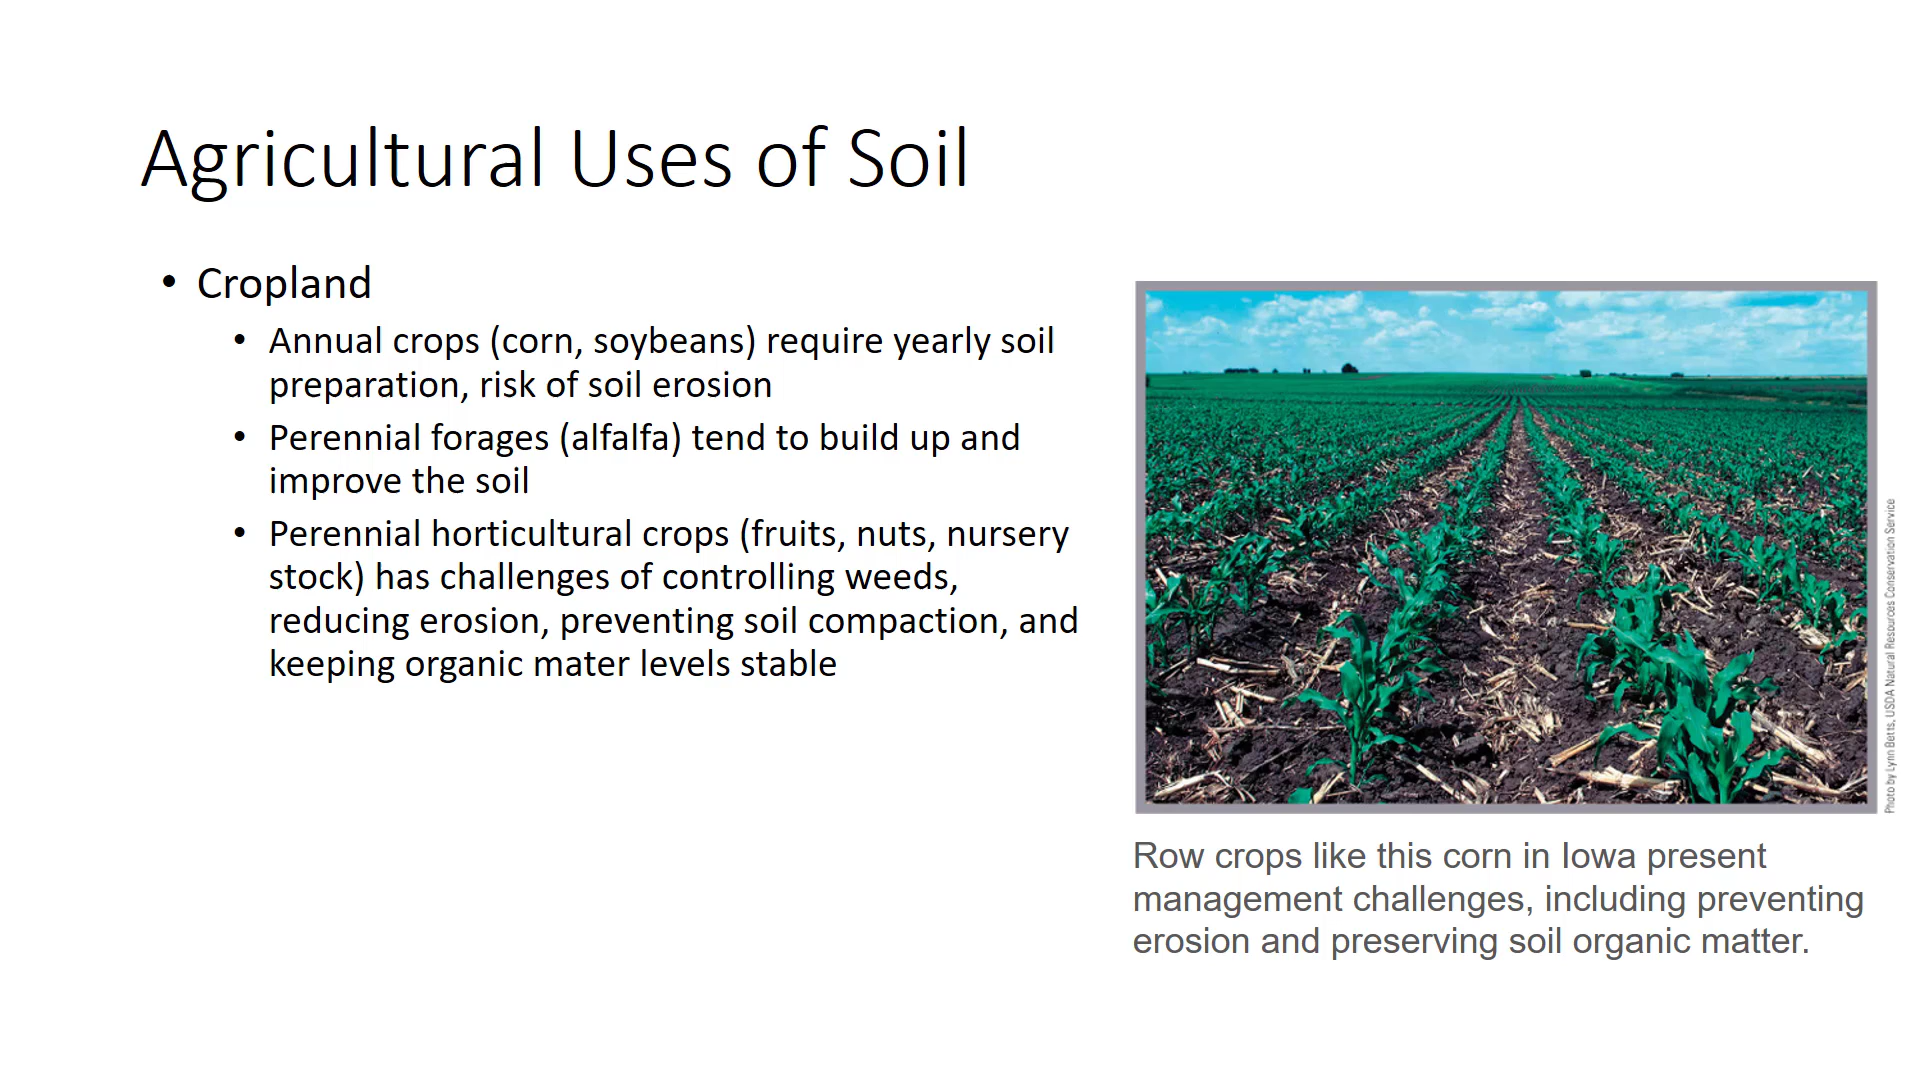 Agricultural Uses of Soil
• Cropland
• Annual crops (corn, soybeans) require yearly soil
preparation, risk of soil erosion
• Perennial forages (alfalfa) tend to build up and
improve the soil
• Perennial horticultural crops (fruits, nuts, nursery
stock) has challenges of controlling weeds,
reducing erosion, preventing soil compaction, and
keeping organic mater levels stable
Photo by Lynn Betts, USDA Natural Resources Conservation Service
Row crops like this corn in Iowa present
management challenges, including preventing
erosion and preserving soil organic matter.